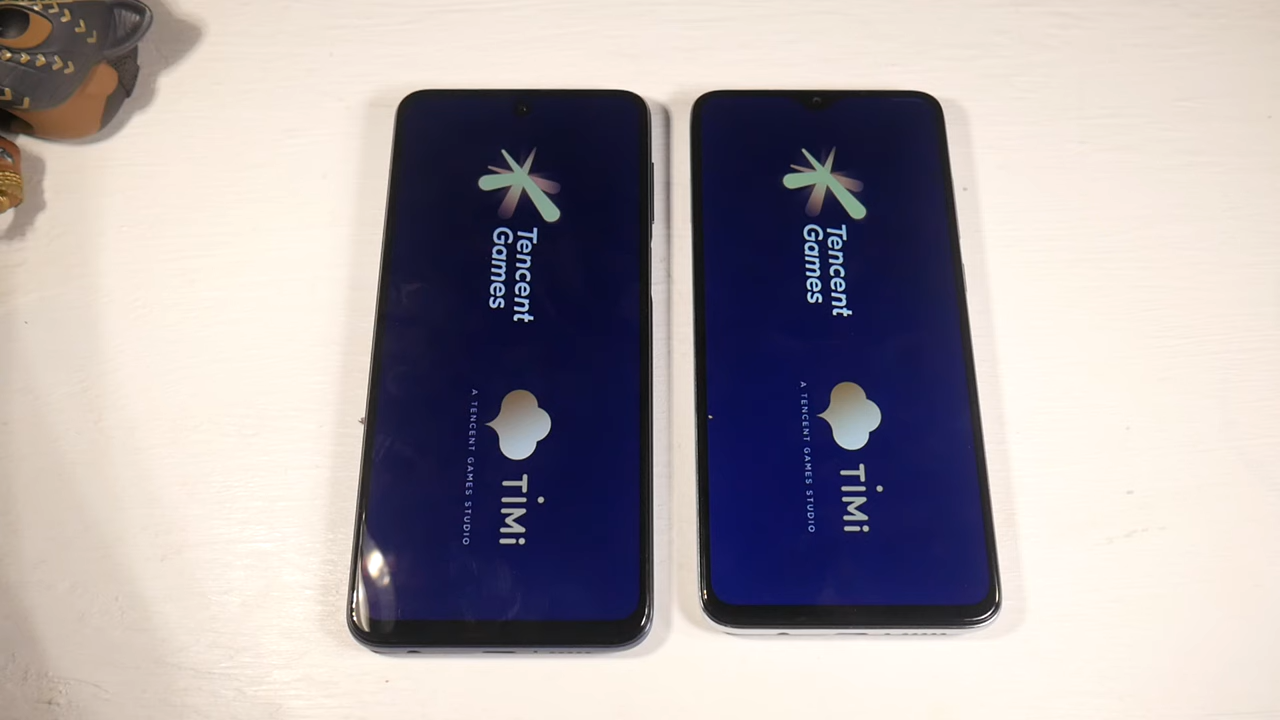 Tencent
Games
TiMi
A TENCENT GAMES STUDIO
Tencent
Games
TiMi
A TENCENT GAMES STUDIO